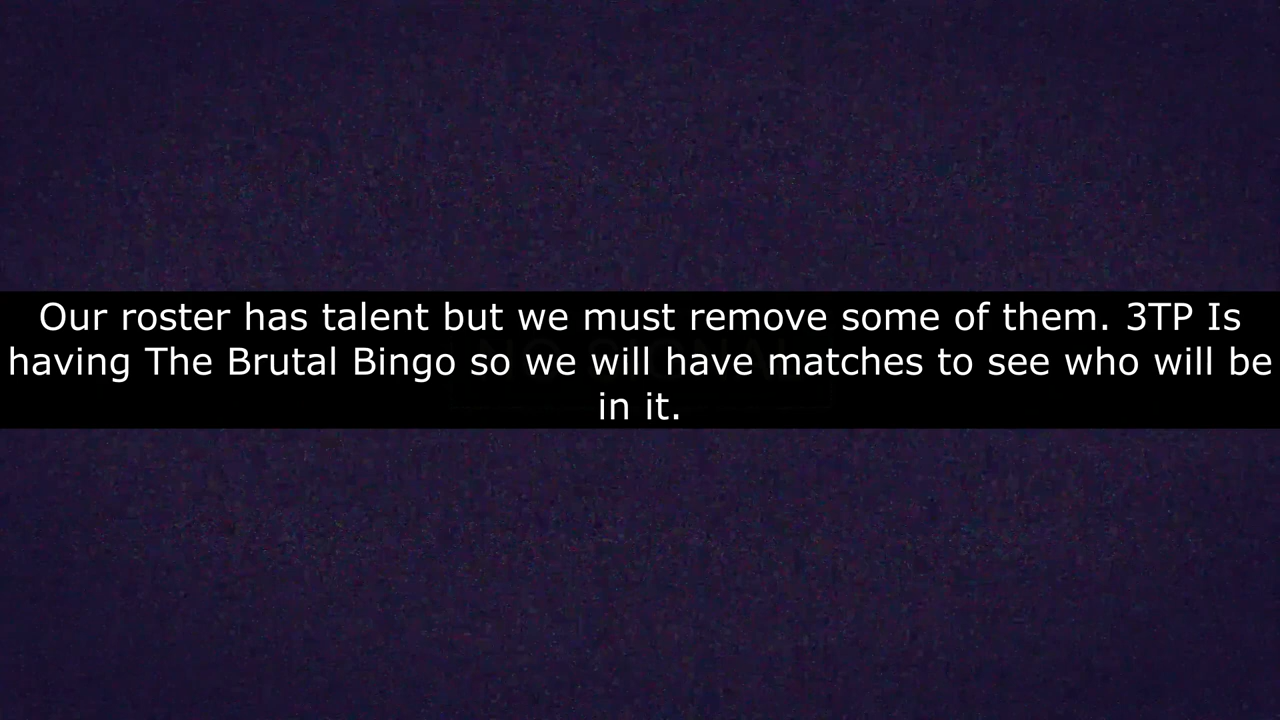 Our roster has talent but we must remove some of them. 3TP Is
having The Brutal Bingo so we will have matches to see who will be
in it.